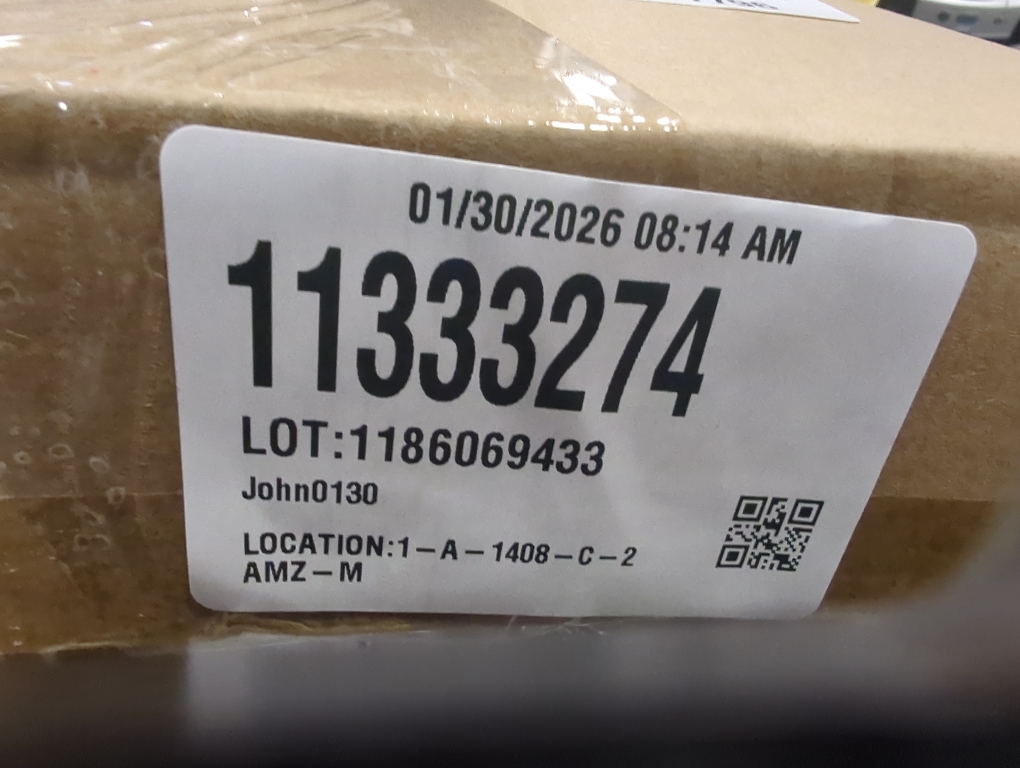 01/30/2026 08:14 AM
11333274
LOT:1186069433
John0130
LOCATION:1-A-1408-C-2
AMZ-M